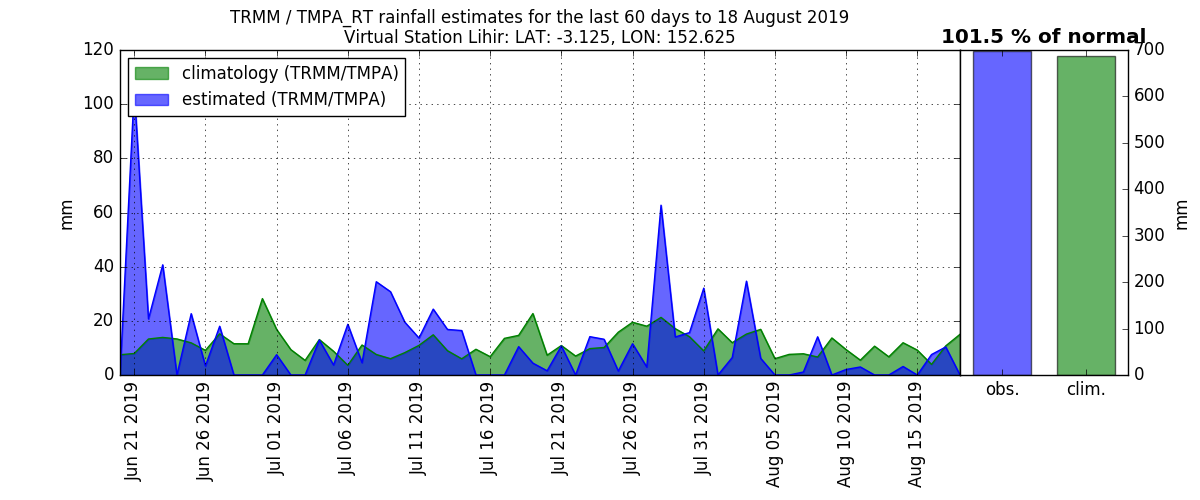 TRMM / TMPA_RT rainfall estimates for the last 60 days to 18 August 2019
Virtual Station Lihir: LAT: -3.125, LON: 152.625
101.5 % of normal
climatology (TRMM/TMPA)
estimated (TRMM/TMPA)
mm
120
100
80
60
40
20
0
Jun 21 2019
Jun 26 2019
Jul 01 2019
Jul 06 2019
Jul 11 2019
Jul 16 2019
Jul 21 2019
Jul 26 2019
Jul 31 2019
Aug 05 2019
Aug 10 2019
Aug 15 2019
obs.
clim.
700
600
500
400
300
200
100
0
mm